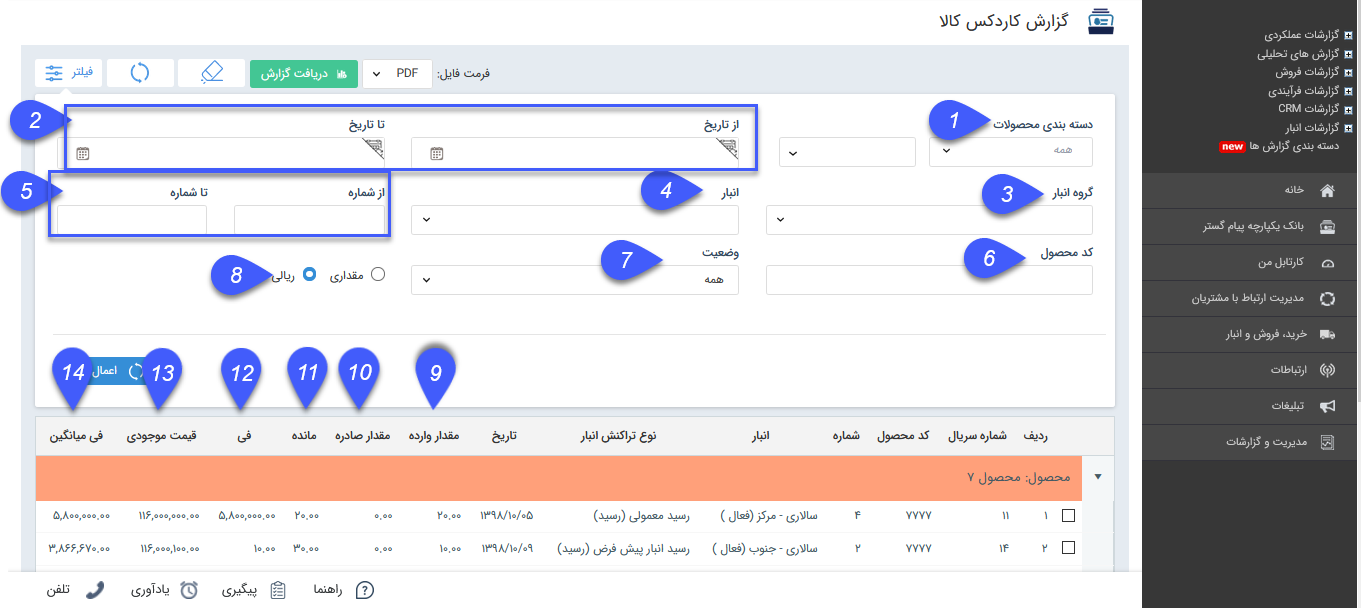 گزارش کاردکس کالا
گزارشات عملکردی
گزارش های تحلیلی
گزارشات فروش
گزارشات فرآیندی
گزارشات CRM
گزارشات انبار
دسته بندی گزارش ها new
خانه
بانک یکپارچه پیام گستر
کارتابل من
مدیریت ارتباط با مشتریان
خرید، فروش و انبار
ارتباطات
تبلیغات
مدیریت و گزارشات
فرمت فایل: PDF دریافت گزارش فیلتر
دسته بندی محصولات 1 از تاریخ تا تاریخ 2
همه
گروه انبار 3 انبار 4 از شماره تا شماره 5
کد محصول 6 وضعیت 7
همه مقداری ریالی 8
اعمال
9 10 11 12 13 14
ردیف شماره سریال کد محصول شماره انبار نوع تراکنش انبار تاریخ مقدار وارده مقدار صادره مانده فی قیمت موجودی فی میانگین
محصول: محصول ۷
۱ ۱۱ ۷۷۷۷ ۴ سالاری - مرکز (فعال ) رسید معمولی (رسید) ۱۳۹۸/۱۰/۰۵ ۲۰.۰۰ ۰.۰۰ ۲۰.۰۰ ۵,۸۰۰,۰۰۰.۰۰ ۱۱۶,۰۰۰,۰۰۰.۰۰ ۵,۸۰۰,۰۰۰.۰۰
۲ ۱۴ ۷۷۷۷ ۲ سالاری - جنوب (فعال ) رسید انبار پیش فرض (رسید) ۱۳۹۸/۱۰/۰۹ ۱۰.۰۰ ۰.۰۰ ۳۰.۰۰ ۱۰.۰۰ ۱۱۶,۰۰۰,۱۰۰.۰۰ ۳,۸۶۶,۶۷۰.۰۰
راهنما پیگیری یادآوری تلفن